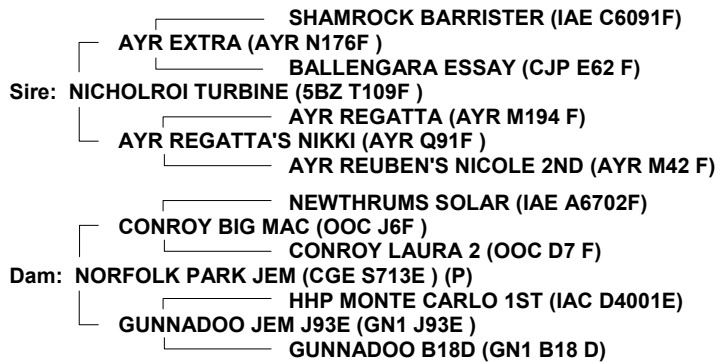 SHAMROCK BARRISTER (IAE C6091F)
AYR EXTRA (AYR N176F )
BALLENGARA ESSAY (CJP E62 F)
Sire: NICHOLROI TURBINE (5BZ T109F )
AYR REGATTA (AYR M194 F)
AYR REGATTA'S NIKKI (AYR Q91F )
AYR REUBEN'S NICOLE 2ND (AYR M42 F)
NEWTHRUMS SOLAR (IAE A6702F)
CONROY BIG MAC (OOC J6F )
CONROY LAURA 2 (OOC D7 F)
Dam: NORFOLK PARK JEM (CGE S713E ) (P)
HHP MONTE CARLO 1ST (IAC D4001E)
GUNNADOO JEM J93E (GN1 J93E )
GUNNADOO B18D (GN1 B18 D)